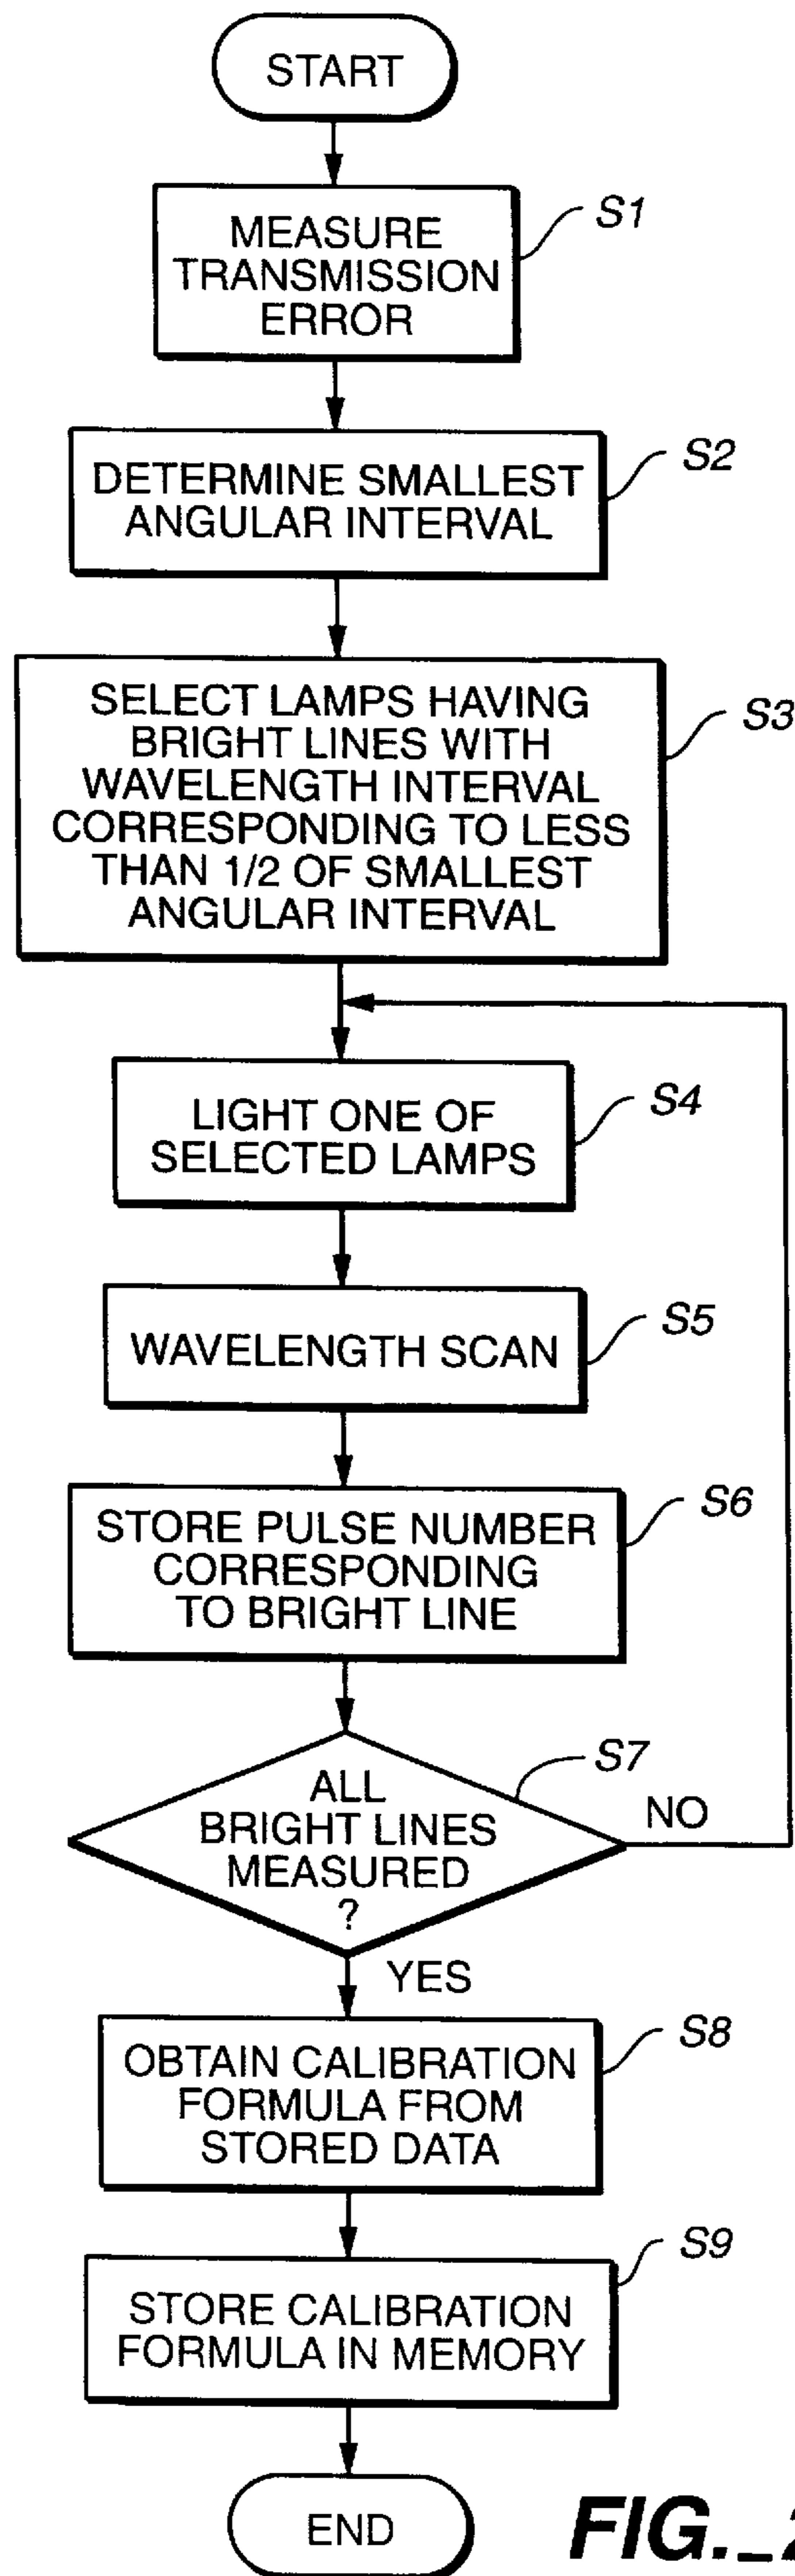 START
MEASURE
TRANSMISSION
ERROR
S1
DETERMINE SMALLEST
ANGULAR INTERVAL
S2
SELECT LAMPS HAVING
BRIGHT LINES WITH
WAVELENGTH INTERVAL
CORRESPONDING TO LESS
THAN 1/2 OF SMALLEST
ANGULAR INTERVAL
S3
LIGHT ONE OF
SELECTED LAMPS
S4
WAVELENGTH SCAN
S5
STORE PULSE NUMBER
CORRESPONDING
TO BRIGHT LINE
S6
ALL
BRIGHT LINES
MEASURED
?
S7
NO
YES
OBTAIN CALIBRATION
FORMULA FROM
STORED DATA
S8
STORE CALIBRATION
FORMULA IN MEMORY
S9
END
FIG._2